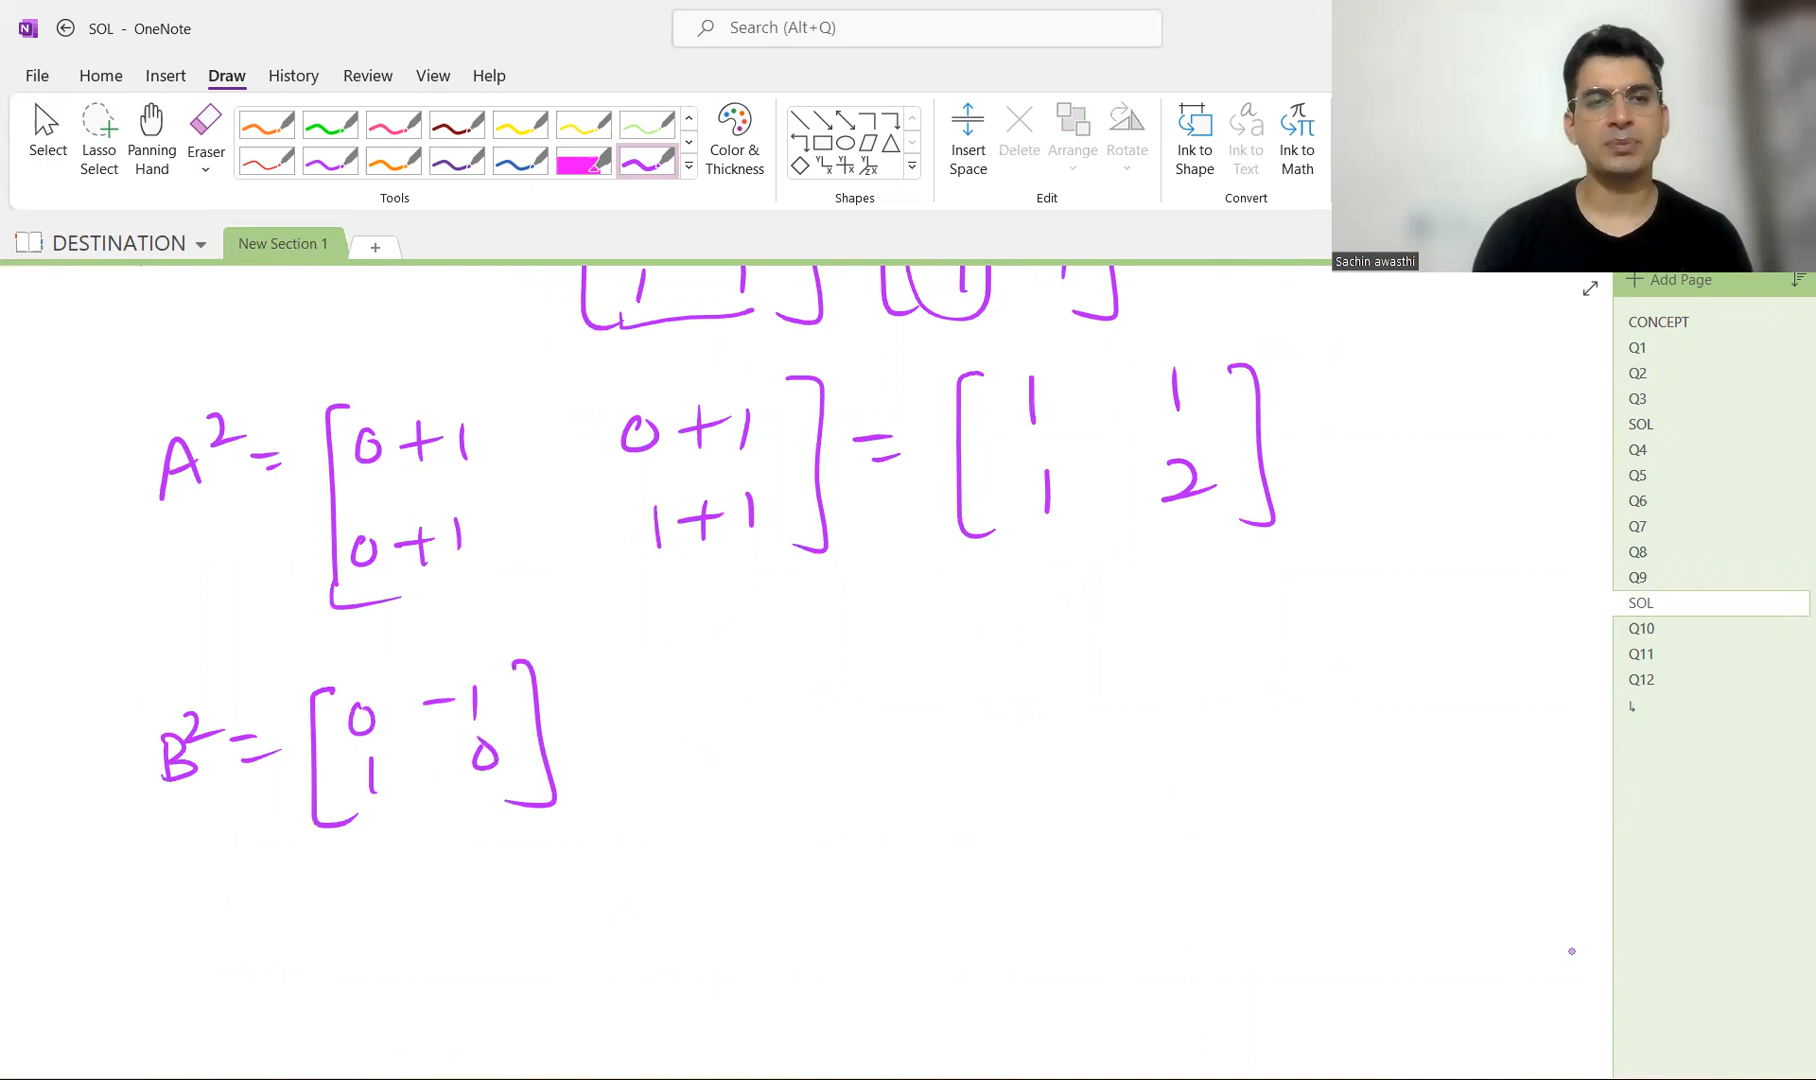 SOL - OneNote
Search (Alt+Q)
File Home Insert Draw History Review View Help
Select
Lasso Select
Panning Hand
Eraser
Color & Thickness
Insert Space
Delete
Arrange
Rotate
Ink to Shape
Ink to Text
Ink to Math
Tools Shapes Edit Convert
Sachin awasthi
DESTINATION New Section 1 +
Add Page
CONCEPT
Q1
Q2
Q3
SOL
Q4
Q5
Q6
Q7
Q8
Q9
SOL
Q10
Q11
Q12
A² = [ 0+1 0+1 ] = [ 1 1 ]
[ 0+1 1+1 ] [ 1 2 ]
B² = [ 0 -1 ]
[ 1 0 ]